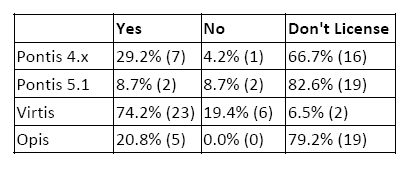 Yes No Don't License
Pontis 4.x 29.2% (7) 4.2% (1) 66.7% (16)
Pontis 5.1 8.7% (2) 8.7% (2) 82.6% (19)
Virtis 74.2% (23) 19.4% (6) 6.5% (2)
Opis 20.8% (5) 0.0% (0) 79.2% (19)